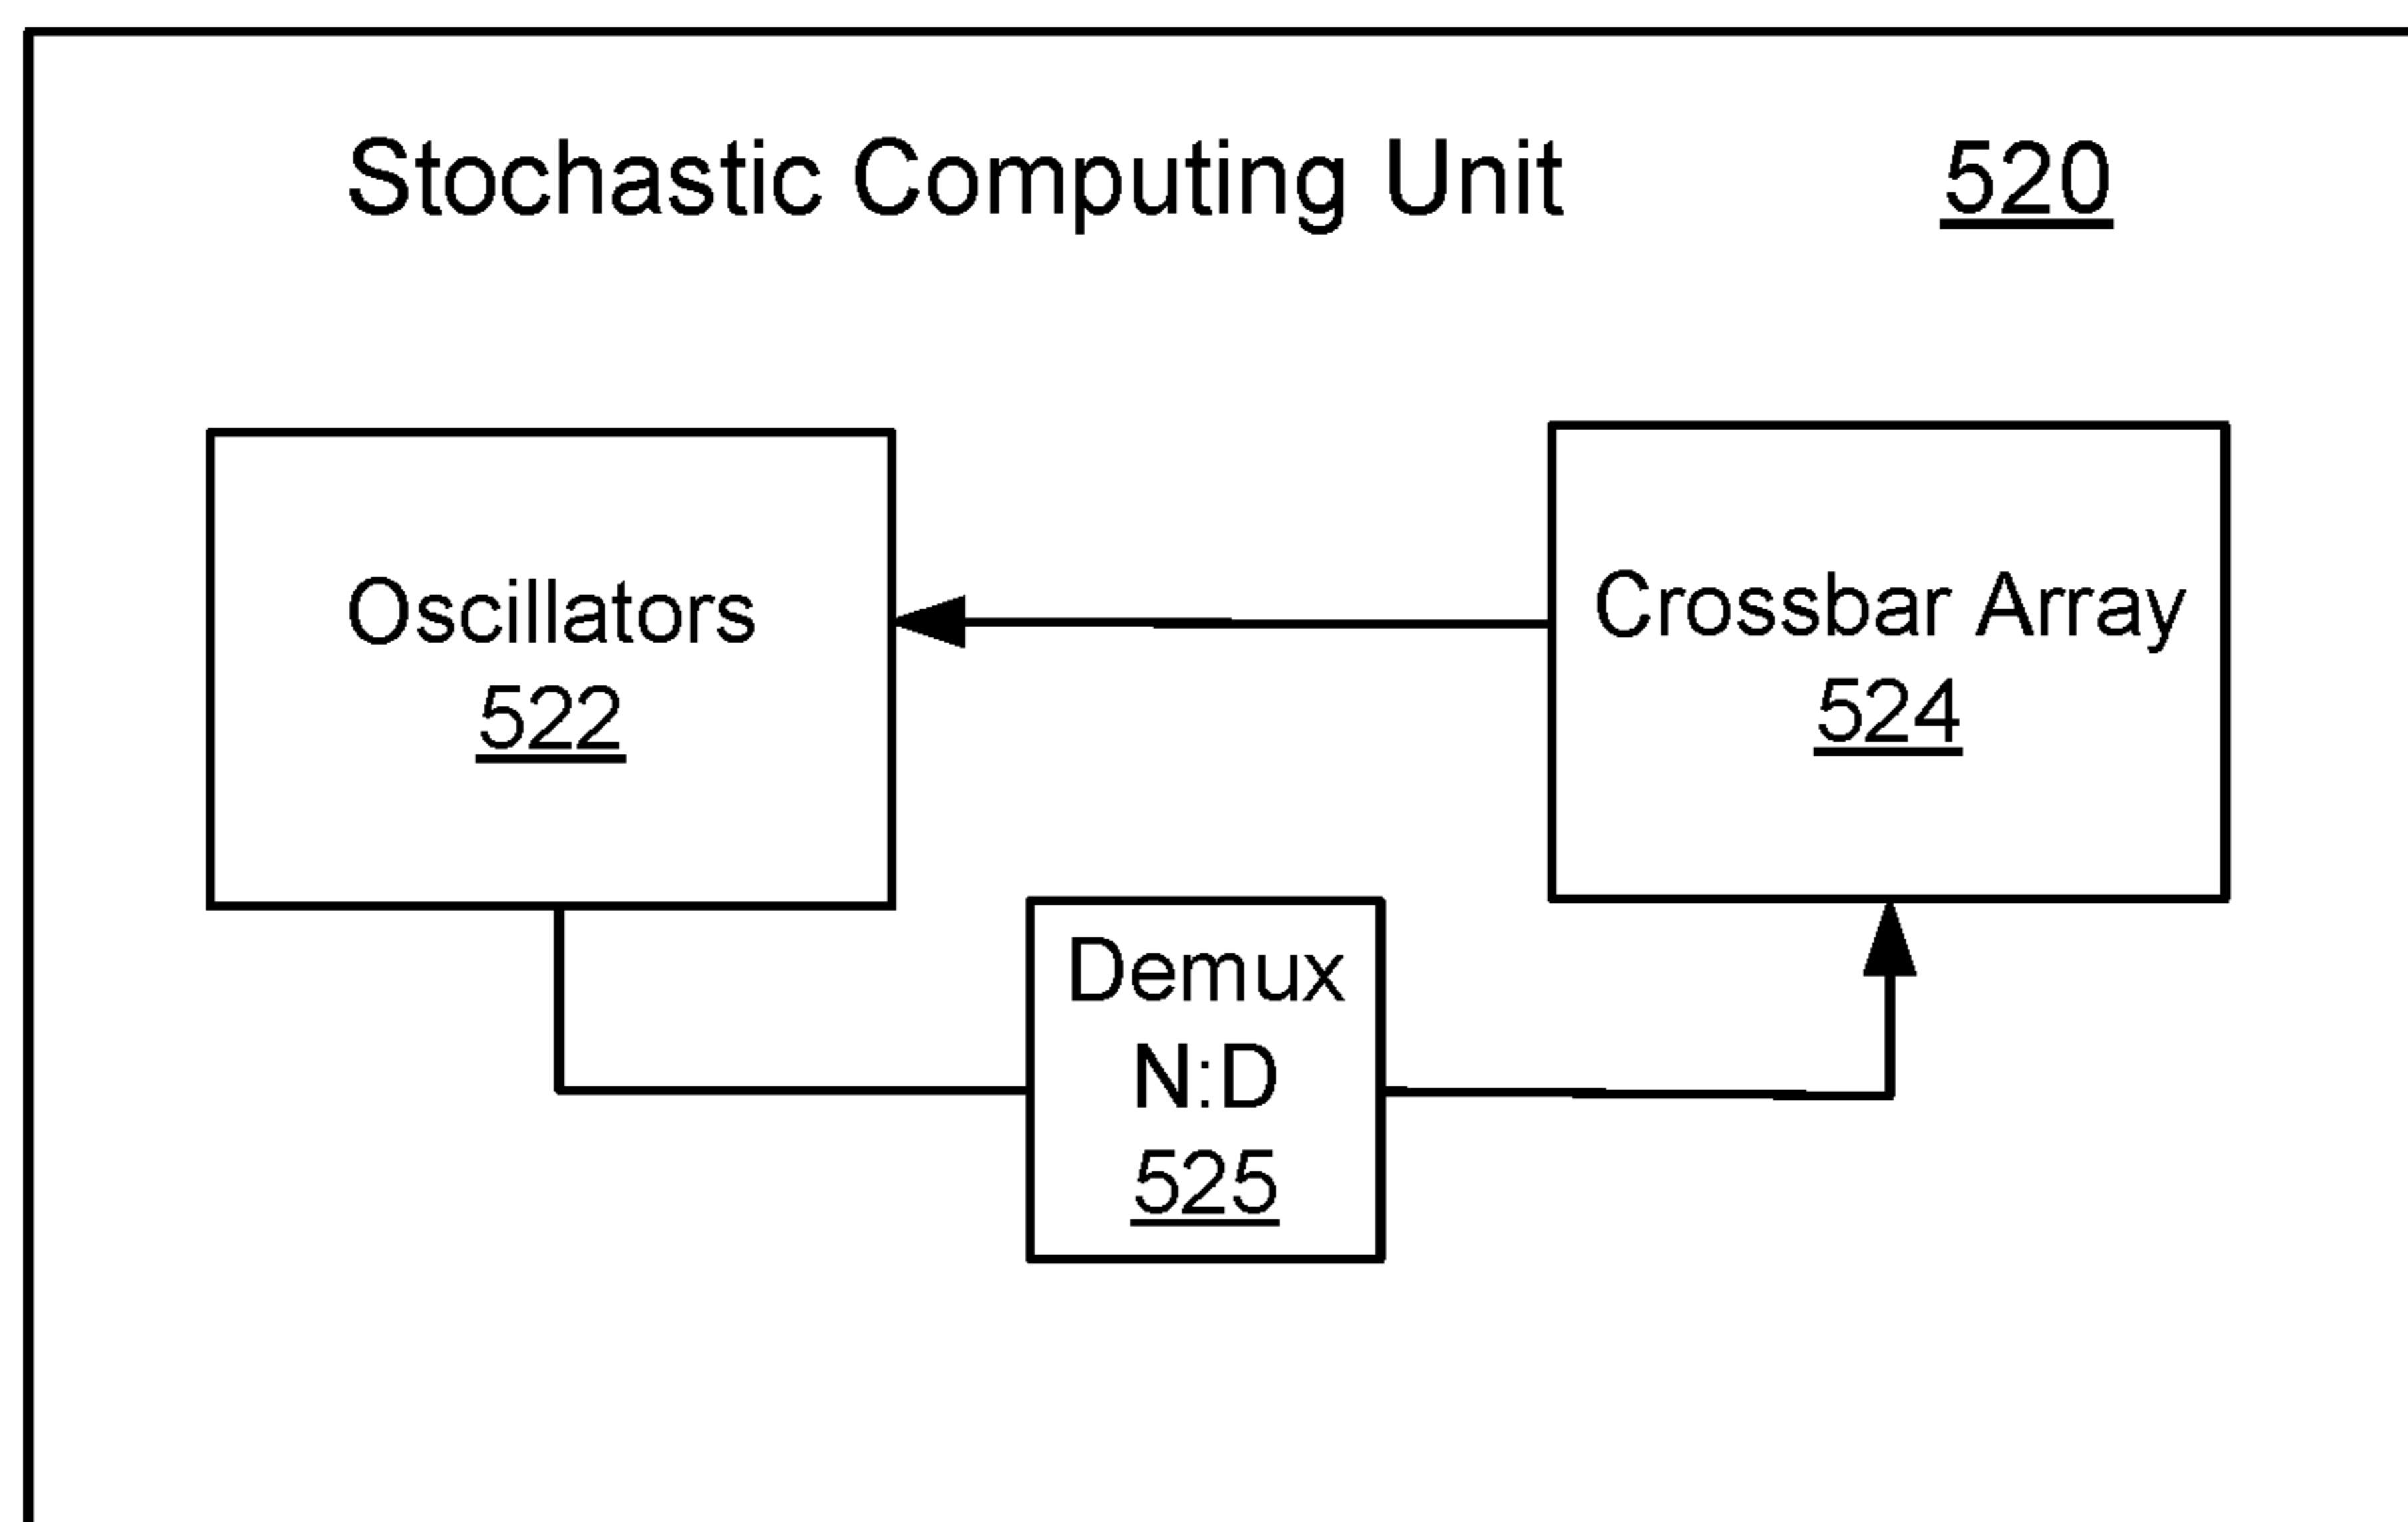 Stochastic Computing Unit 520
Oscillators
522
Crossbar Array
524
Demux
N:D
525